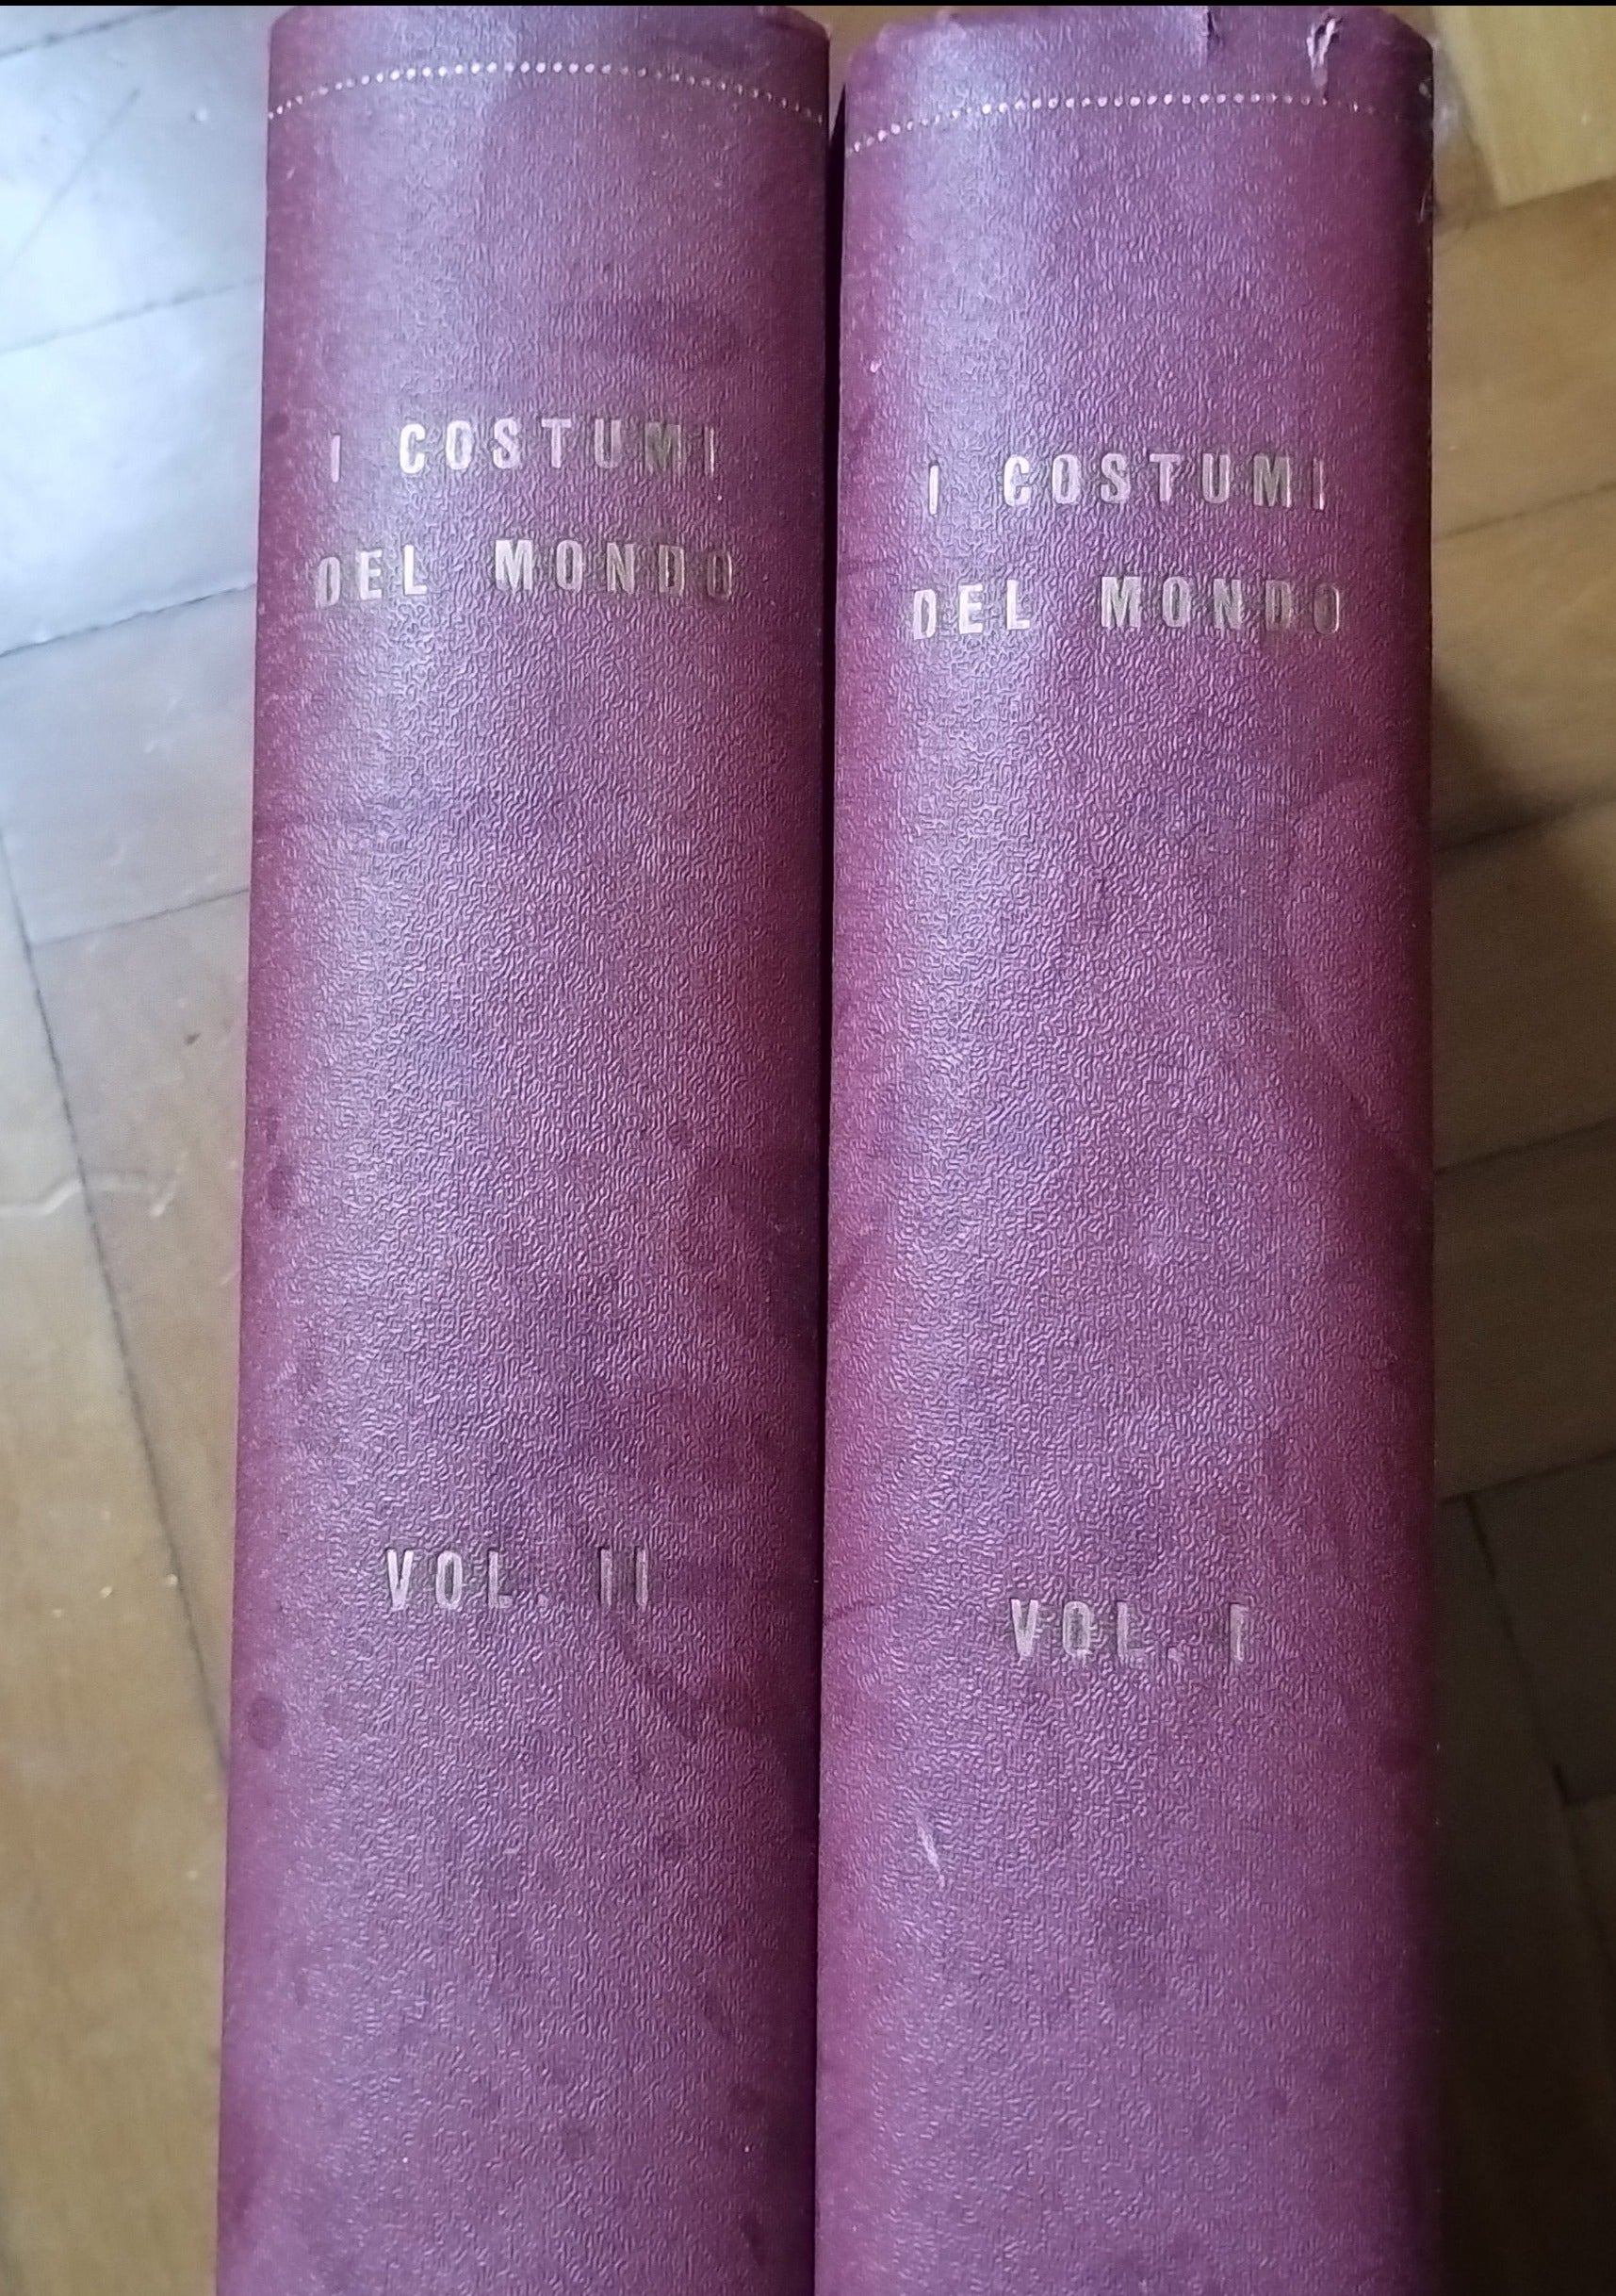 I COSTUMI
DEL MONDO
VOL. II
I COSTUMI
DEL MONDO
VOL. I